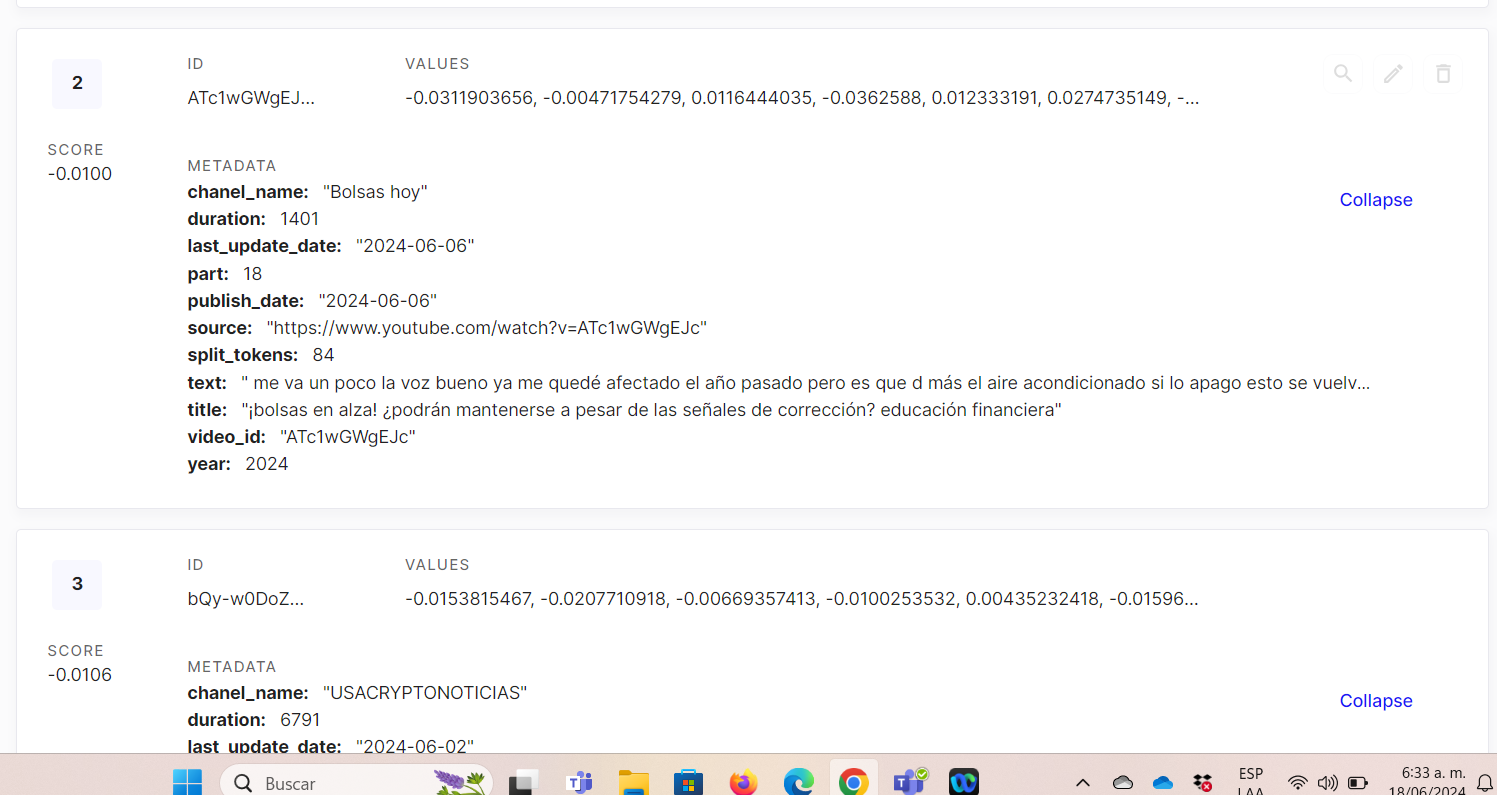 2
ID
VALUES
ATc1wGWgEJ...
-0.0311903656, -0.00471754279, 0.0116444035, -0.0362588, 0.012333191, 0.0274735149, -...
SCORE
-0.0100
METADATA
chanel_name: "Bolsas hoy"
Collapse
duration: 1401
last_update_date: "2024-06-06"
part: 18
publish_date: "2024-06-06"
source: "https://www.youtube.com/watch?v=ATc1wGWgEJc"
split_tokens: 84
text: " me va un poco la voz bueno ya me quedé afectado el año pasado pero es que d más el aire acondicionado si lo apago esto se vuelv...
title: "¡bolsas en alza! ¿podrán mantenerse a pesar de las señales de corrección? educación financiera"
video_id: "ATc1wGWgEJc"
year: 2024
3
ID
VALUES
bQy-w0DoZ...
-0.0153815467, -0.0207710918, -0.00669357413, -0.0100253532, 0.00435232418, -0.01596...
SCORE
-0.0106
METADATA
chanel_name: "USACRYPTONOTICIAS"
Collapse
duration: 6791
last_update_date: "2024-06-02"
Buscar
ESP
LAA
6:33 a. m.
18/06/2024